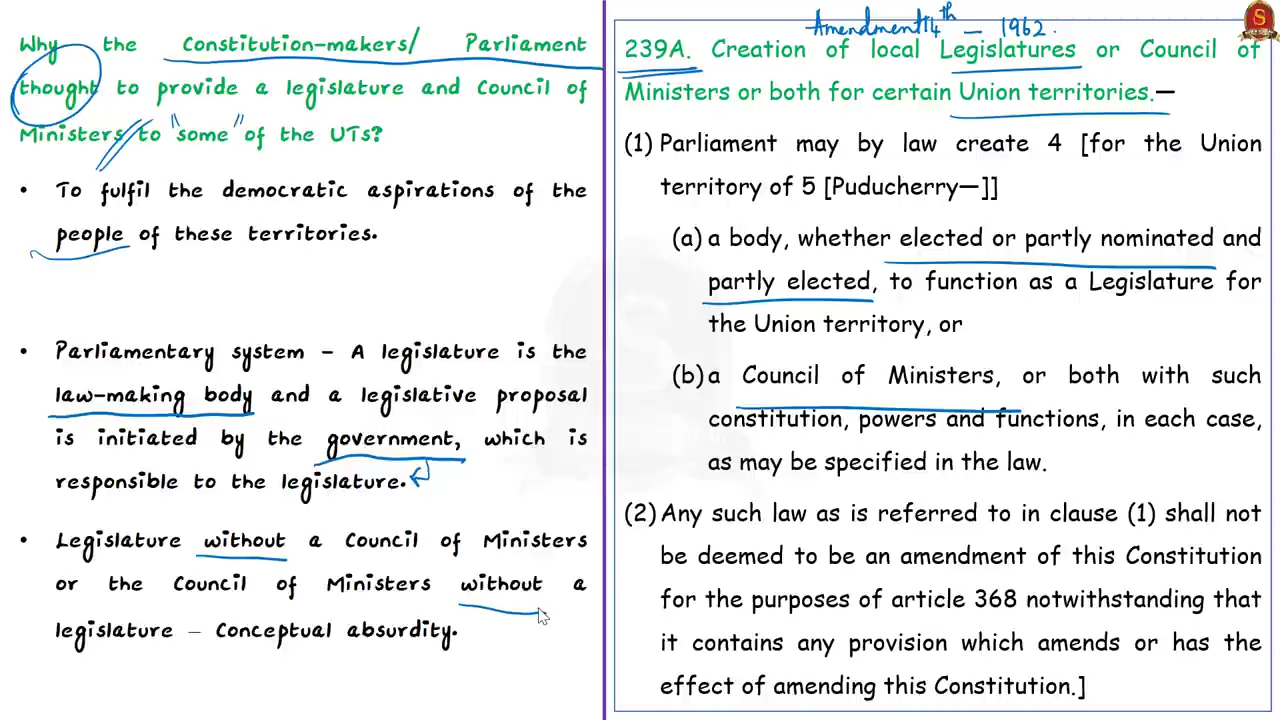 Why the Constitution-makers/ Parliament
thought to provide a legislature and Council of
Ministers to "some" of the UTs?
• To fulfil the democratic aspirations of the
people of these territories.
• Parliamentary system – A legislature is the
law-making body and a legislative proposal
is initiated by the government, which is
responsible to the legislature.
• Legislature without a Council of Ministers
or the Council of Ministers without a
legislature – Conceptual absurdity.
Amendment 14th – 1962.
239A. Creation of local Legislatures or Council of
Ministers or both for certain Union territories.—
(1) Parliament may by law create 4 [for the Union
territory of 5 [Puducherry—]]
(a) a body, whether elected or partly nominated and
partly elected, to function as a Legislature for
the Union territory, or
(b) a Council of Ministers, or both with such
constitution, powers and functions, in each case,
as may be specified in the law.
(2) Any such law as is referred to in clause (1) shall not
be deemed to be an amendment of this Constitution
for the purposes of article 368 notwithstanding that
it contains any provision which amends or has the
effect of amending this Constitution.]